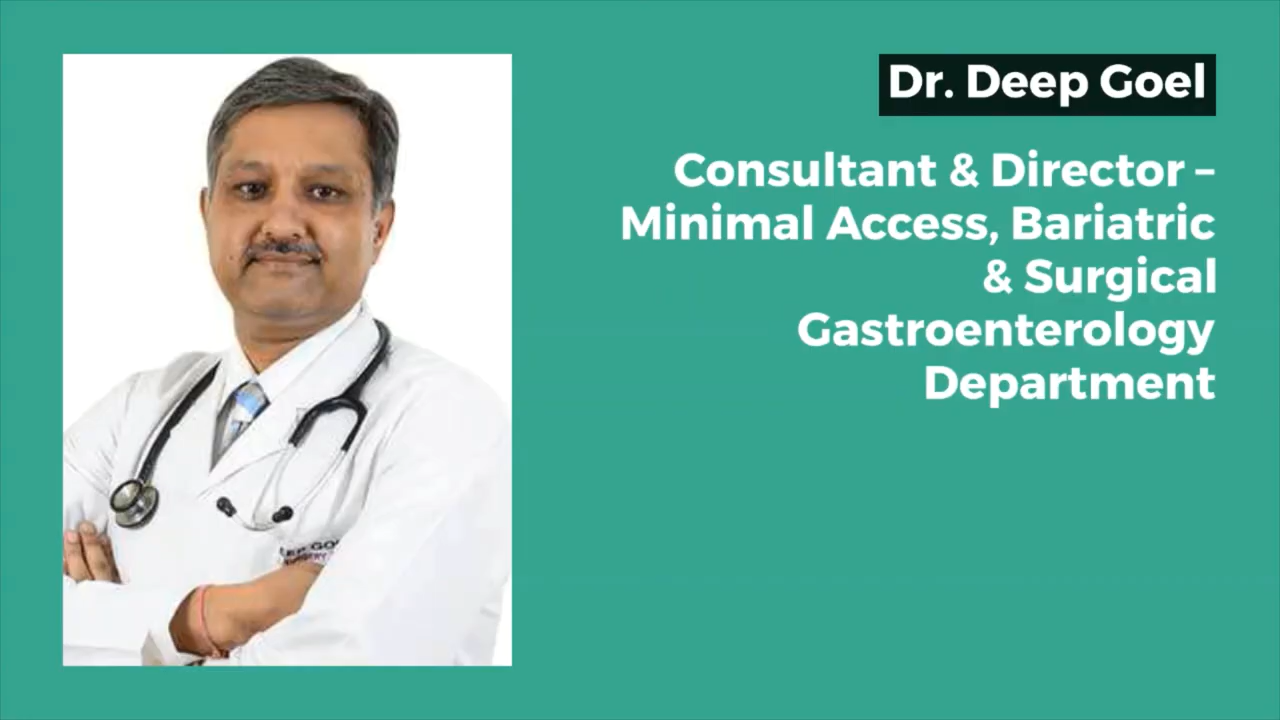 Dr. Deep Goel
Consultant & Director –
Minimal Access, Bariatric
& Surgical
Gastroenterology
Department